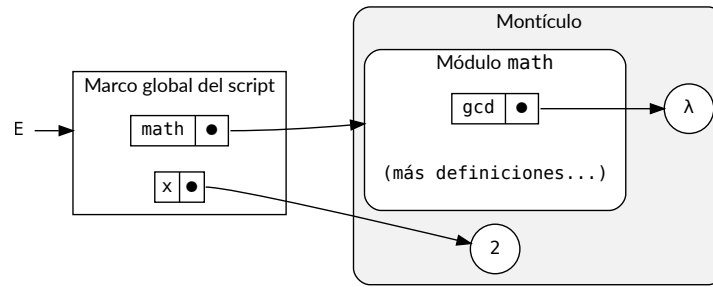 Montículo
Marco global del script
Módulo math
E
math
gcd
λ
x
(más definiciones...)
2